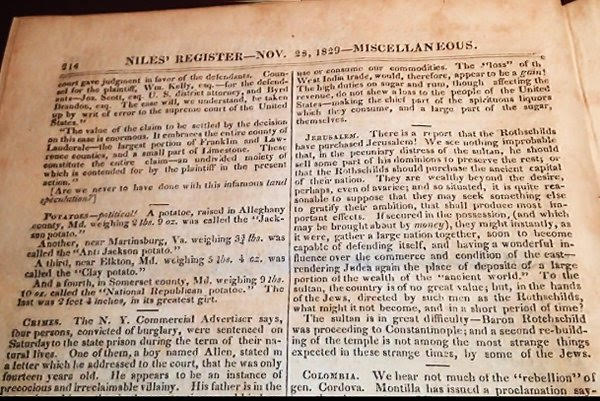 216 NILES' REGISTER—NOV. 28, 1829—MISCELLANEOUS.
court gave judgment in favor of the defendants. Coun-
sel for the plaintiff, Wm. Kelly, esq.—for the defend-
ants—Jos. Scott, esq. U. S. district attorney, and Byrd
Brandon, esq. The case will, we understand, be taken
up by writ of error to the supreme court of the United
States."
"The value of the claim to be settled by the decision
on this case is enormous. It embraces the entire county of
Lauderdale—the largest portion of Franklin and Law-
rence counties, and a small part of Limestone. These
constitute the entire claim—an undivided moiety of
which is contended for by the plaintiff in the present
action."
[Are we never to have done with this infamous land
speculation?]
POTATOES—political! A potatoe, raised in Alleghany
county, Md. weighing 2 lbs. 9 oz. was called the "Jack-
son potato."
Another, near Martinsburg, Va. weighing 3¾ lbs. was
called the "Anti Jackson potato."
A third, near Elkton, Md. weighing 5 lbs. ¼ oz. was
called the "Clay potato."
And a fourth, in Somerset county, Md. weighing 9 lbs.
10 oz. called the "National Republican potatoe." The
last was 2 feet 4 inches, in its greatest girt.
CRIMES. The N. Y. Commercial Advertiser says,
four persons, convicted of burglary, were sentenced on
Saturday to the state prison during the term of their na-
tural lives. One of them, a boy named Allen, stated in
a letter which he addressed to the court, that he was only
fourteen years old. He appears to be an instance of
precocious and irreclaimable villainy. His father is in the
use or consume our commodities. The "loss" of th
West India trade, would, therefore, appear to be a gain!
The high duties on sugar and rum, though affecting the
revenue, do not shew a loss to the people of the United
States—making the chief part of the spirituous liquors
which they consume, and a large part of the sugar,
themselves.
JERUSALEM. There is a report that the Rothschilds
have purchased Jerusalem! We see nothing improbable
that, in the pecuniary distress of the sultan, he should
sell some part of his dominions to preserve the rest; or
that the Rothschilds should purchase the ancient capital
of their nation. They are wealthy beyond the desire,
perhaps, even of avarice; and so situated, it is quite rea-
sonable to suppose that they may seek something else
to gratify their ambition, that shall produce most im-
portant effects. If secured in the possession, (and which
may be brought about by money), they might instantly, as
it were, gather a large nation together, soon to become
capable of defending itself, and having a wonderful in-
fluence over the commerce and condition of the east—
rendering Judea again the place of deposite of a large
portion of the wealth of the "ancient world." To the
sultan, the country is of no great value; but, in the hands
of the Jews, directed by such men as the Rothschilds,
what might it not become, and in a short period of time?
The sultan is in great difficulty—Baron Rotchschild
was proceeding to Constantinople; and a second re-build-
ing of the temple is not among the most strange things
expected in these strange times, by some of the Jews.
COLOMBIA. We hear not much of the "rebellion" of
gen. Cordova. Montilla has issued a proclamation say-